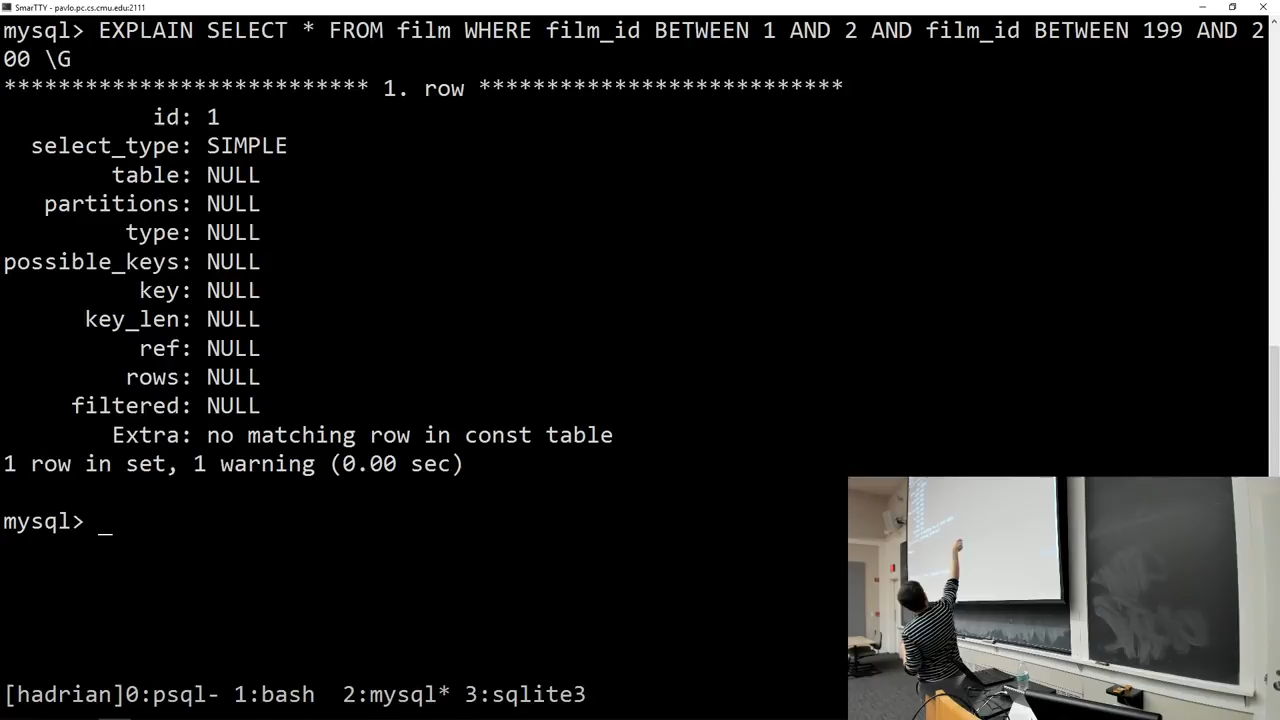 SmarTTY - pavlo.pc.cs.cmu.edu:2111
mysql> EXPLAIN SELECT * FROM film WHERE film_id BETWEEN 1 AND 2 AND film_id BETWEEN 199 AND 2
00 \G
*************************** 1. row ***************************
id: 1
select_type: SIMPLE
table: NULL
partitions: NULL
type: NULL
possible_keys: NULL
key: NULL
key_len: NULL
ref: NULL
rows: NULL
filtered: NULL
Extra: no matching row in const table
1 row in set, 1 warning (0.00 sec)
mysql> _
[hadrian]0:psql- 1:bash  2:mysql* 3:sqlite3